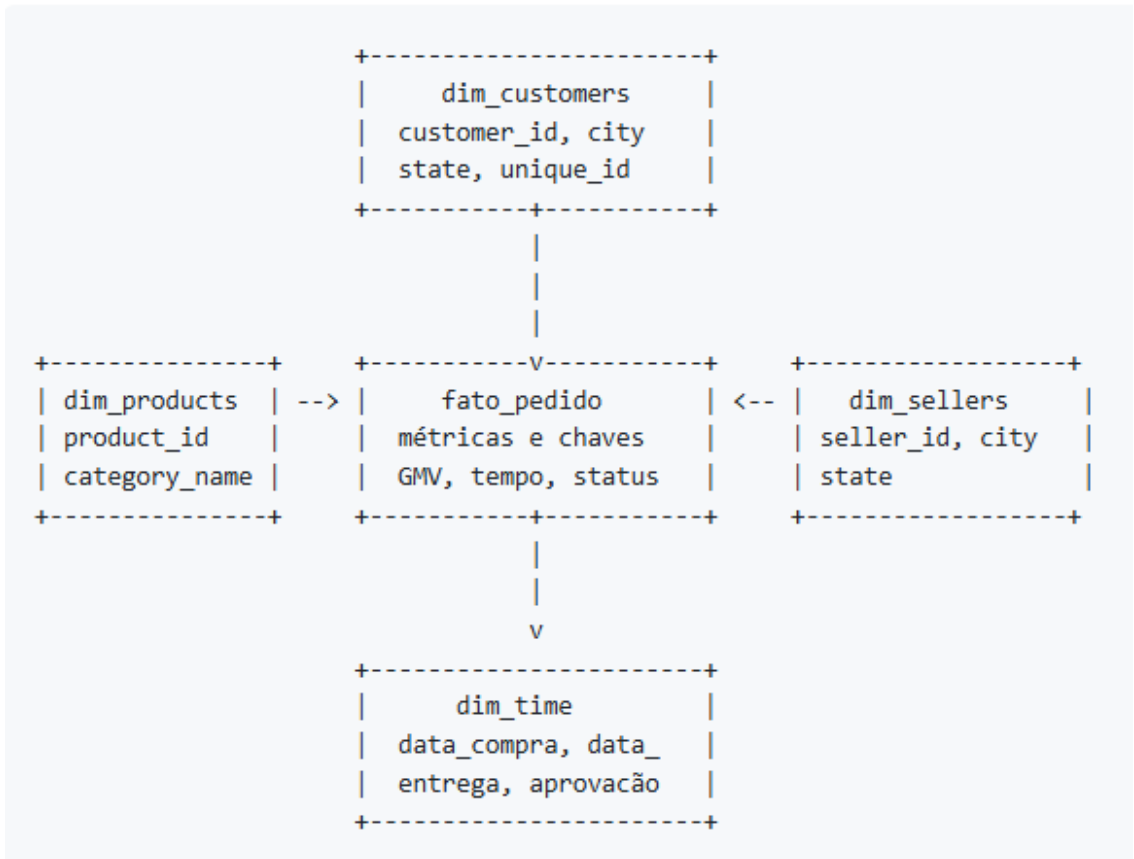 +-----------------------+
|     dim_customers     |
|  customer_id, city    |
|  state, unique_id     |
+-----------+-----------+
|
|
|
+---------------+     +-----------v-----------+     +------------------+
| dim_products  | --> |     fato_pedido       | <-- |   dim_sellers     |
| product_id    |     |  métricas e chaves    |     | seller_id, city   |
| category_name |     |  GMV, tempo, status   |     | state             |
+---------------+     +-----------+-----------+     +------------------+
|
|
v
+-----------------------+
|      dim_time         |
|  data_compra, data_   |
|  entrega, aprovacão   |
+-----------------------+